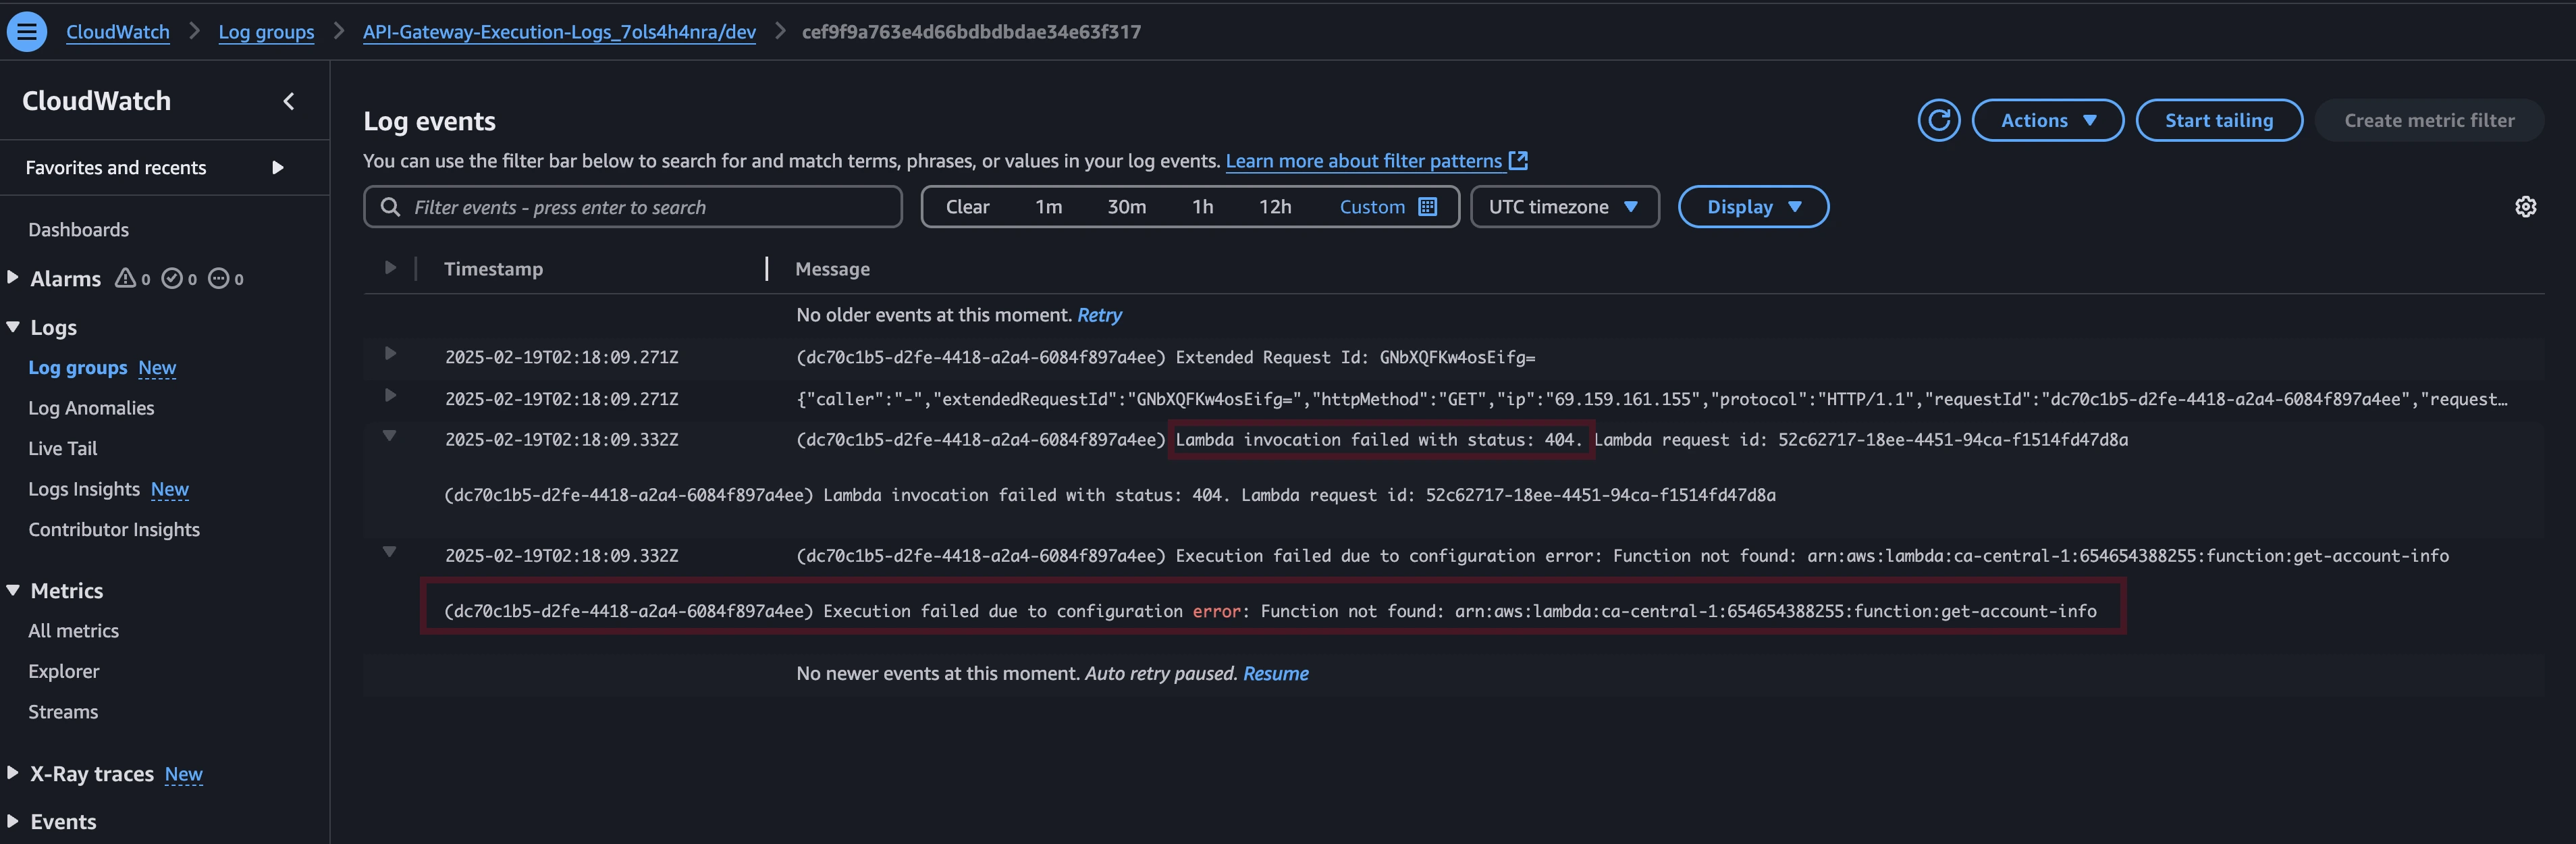 CloudWatch > Log groups > API-Gateway-Execution-Logs_7ols4h4nra/dev > cef9f9a763e4d66bdbdbdae34e63f317
CloudWatch
Favorites and recents
Dashboards
Alarms 0 0 0
Logs
Log groups New
Log Anomalies
Live Tail
Logs Insights New
Contributor Insights
Metrics
All metrics
Explorer
Streams
X-Ray traces New
Events
Log events
Actions
Start tailing
Create metric filter
You can use the filter bar below to search for and match terms, phrases, or values in your log events. Learn more about filter patterns
Filter events - press enter to search
Clear 1m 30m 1h 12h Custom
UTC timezone
Display
Timestamp Message
No older events at this moment. Retry
2025-02-19T02:18:09.271Z (dc70c1b5-d2fe-4418-a2a4-6084f897a4ee) Extended Request Id: GNbXQFKw4osEifg=
2025-02-19T02:18:09.271Z {"caller":"-","extendedRequestId":"GNbXQFKw4osEifg=","httpMethod":"GET","ip":"69.159.161.155","protocol":"HTTP/1.1","requestId":"dc70c1b5-d2fe-4418-a2a4-6084f897a4ee","request…
2025-02-19T02:18:09.332Z (dc70c1b5-d2fe-4418-a2a4-6084f897a4ee) Lambda invocation failed with status: 404. Lambda request id: 52c62717-18ee-4451-94ca-f1514fd47d8a
(dc70c1b5-d2fe-4418-a2a4-6084f897a4ee) Lambda invocation failed with status: 404. Lambda request id: 52c62717-18ee-4451-94ca-f1514fd47d8a
2025-02-19T02:18:09.332Z (dc70c1b5-d2fe-4418-a2a4-6084f897a4ee) Execution failed due to configuration error: Function not found: arn:aws:lambda:ca-central-1:654654388255:function:get-account-info
(dc70c1b5-d2fe-4418-a2a4-6084f897a4ee) Execution failed due to configuration error: Function not found: arn:aws:lambda:ca-central-1:654654388255:function:get-account-info
No newer events at this moment. Auto retry paused. Resume